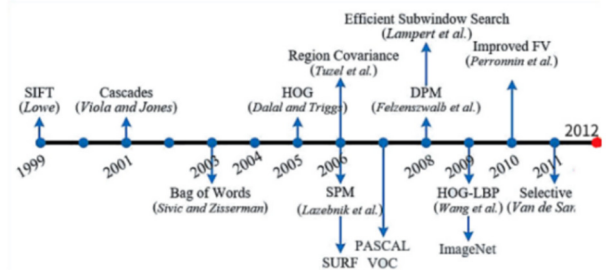 Efficient Subwindow Search
(Lampert et al.)
Region Covariance
(Tuzel et al.)
Improved FV
(Perronnin et al.)
SIFT
(Lowe)
Cascades
(Viola and Jones)
HOG
(Dalal and Triggs)
DPM
(Felzenszwalb et al.)
2012
1999
2001
2003
2004
2005
2006
2008
2009
2010
2011
Bag of Words
(Sivic and Zisserman)
SPM
(Lazebnik et al.)
HOG-LBP
(Wang et al.)
Selective
(Van de San
SURF
PASCAL
VOC
ImageNet